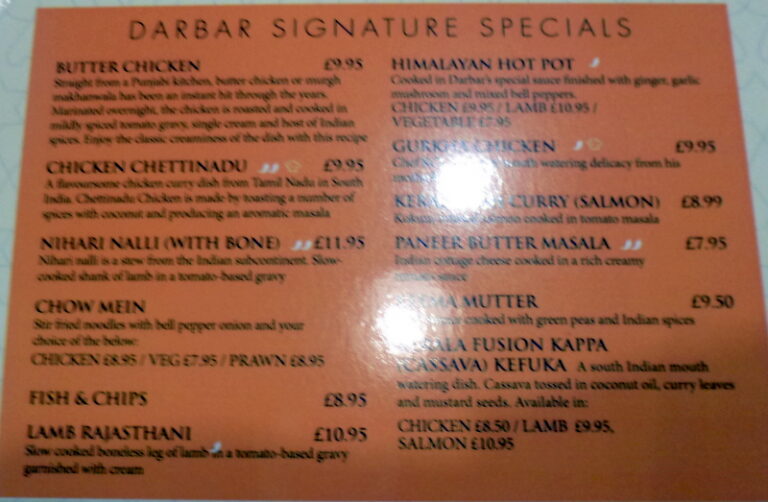 DARBAR SIGNATURE SPECIALS
BUTTER CHICKEN £9.95
Straight from a Punjabi kitchen, butter chicken or murgh
makhanwala has been an instant hit through the years.
Marinated overnight, the chicken is roasted and cooked in
mildly spiced tomato gravy, single cream and host of Indian
spices. Enjoy the classic creaminess of the dish with this recipe
CHICKEN CHETTINADU £9.95
A flavoursome chicken curry dish from Tamil Nadu in South
India. Chettinadu Chicken is made by toasting a number of
spices with coconut and producing an aromatic masala
NIHARI NALLI (WITH BONE) £11.95
Nihari nalli is a stew from the Indian subcontinent. Slow-
cooked shank of lamb in a tomato-based gravy
CHOW MEIN
Stir fried noodles with bell pepper onion and your
choice of the below:
CHICKEN £8.95 / VEG £7.95 / PRAWN £8.95
FISH & CHIPS £8.95
LAMB RAJASTHANI £10.95
Slow cooked boneless leg of lamb in a tomato-based gravy
garnished with cream
HIMALAYAN HOT POT
Cooked in Darbar's special sauce finished with ginger, garlic
mushroom and mixed bell peppers.
CHICKEN £9.95 / LAMB £10.95 /
VEGETABLE £7.95
GURKHA CHICKEN £9.95
watering delicacy from his
CURRY (SALMON) £8.99
cooked in tomato masala
PANEER BUTTER MASALA £7.95
Indian cottage cheese cooked in a rich creamy
sauce
MUTTER £9.50
cooked with green peas and Indian spices
FUSION KAPPA
(CASSAVA) KEFUKA A south Indian mouth
watering dish. Cassava tossed in coconut oil, curry leaves
and mustard seeds. Available in:
CHICKEN £8.50 / LAMB £9.95,
SALMON £10.95